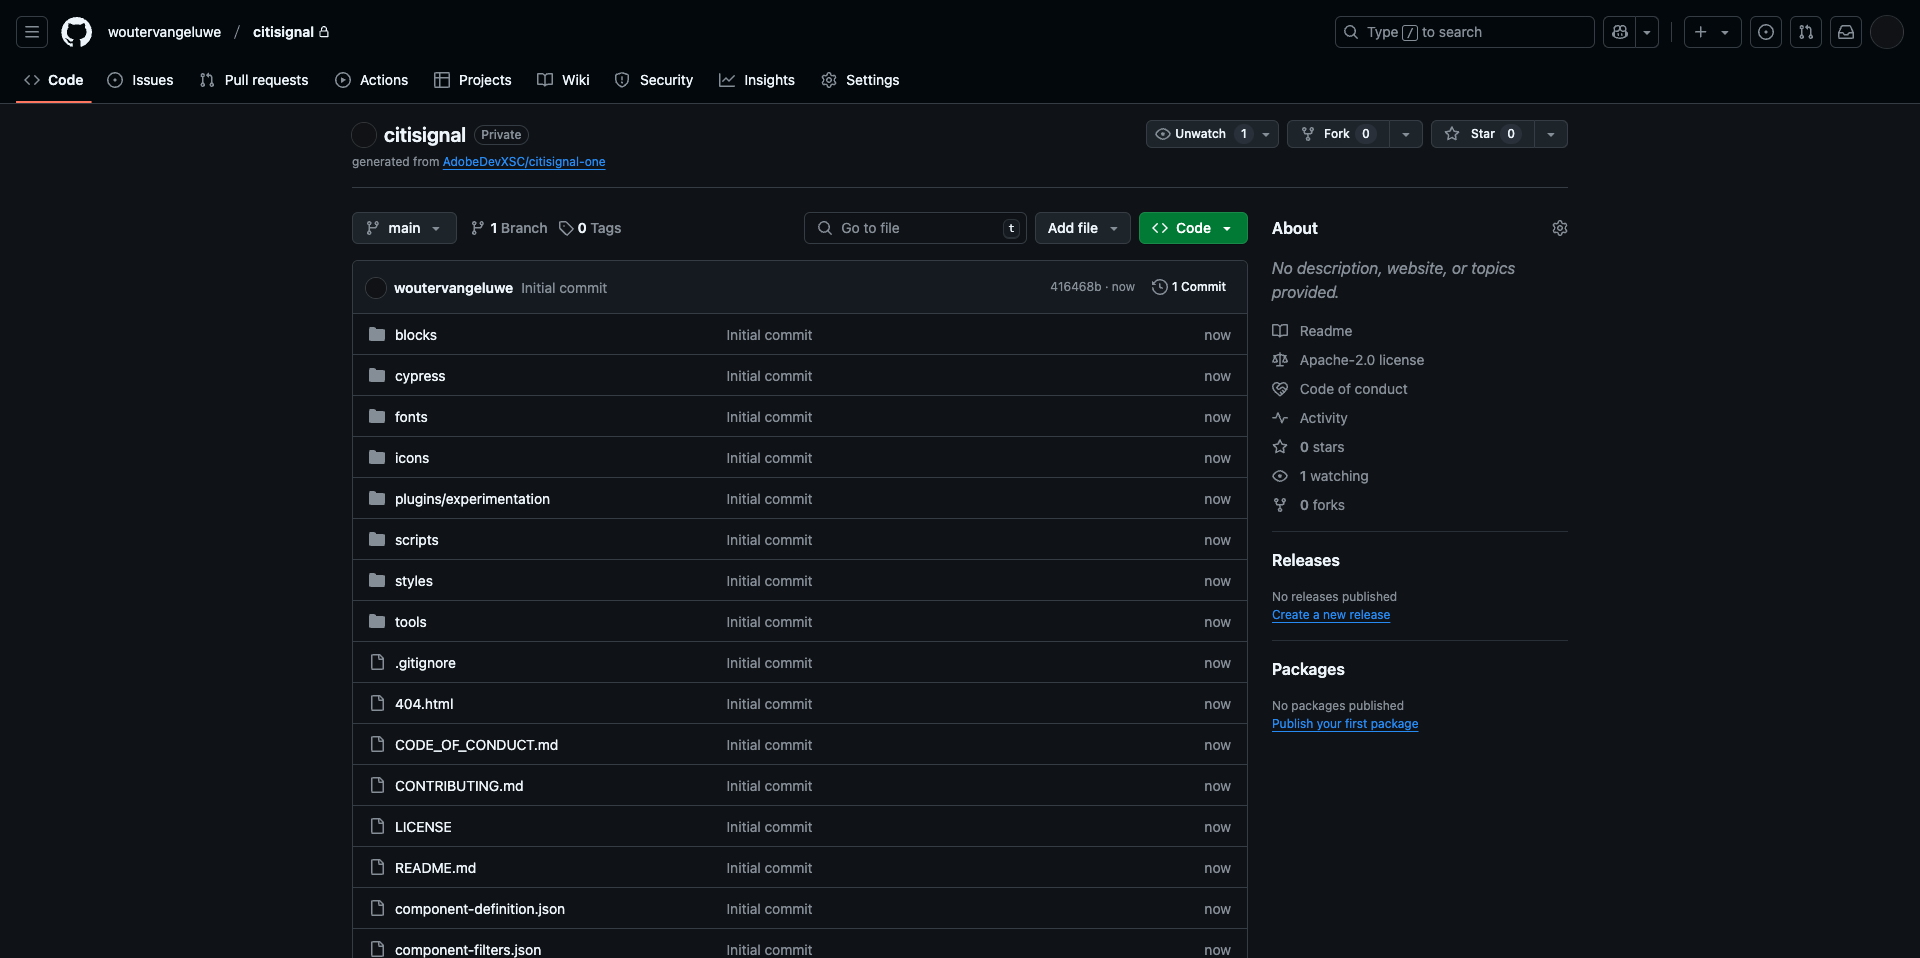 woutervangeluwe / citisignal
Type / to search
Code Issues Pull requests Actions Projects Wiki Security Insights Settings
citisignal Private
Unwatch 1 Fork 0 Star 0
generated from AdobeDevXSC/citisignal-one
main 1 Branch 0 Tags Go to file t Add file Code
woutervangeluwe Initial commit 416468b · now 1 Commit
blocks Initial commit now
cypress Initial commit now
fonts Initial commit now
icons Initial commit now
plugins/experimentation Initial commit now
scripts Initial commit now
styles Initial commit now
tools Initial commit now
.gitignore Initial commit now
404.html Initial commit now
CODE_OF_CONDUCT.md Initial commit now
CONTRIBUTING.md Initial commit now
LICENSE Initial commit now
README.md Initial commit now
component-definition.json Initial commit now
component-filters.json Initial commit now
About
No description, website, or topics
provided.
Readme
Apache-2.0 license
Code of conduct
Activity
0 stars
1 watching
0 forks
Releases
No releases published
Create a new release
Packages
No packages published
Publish your first package